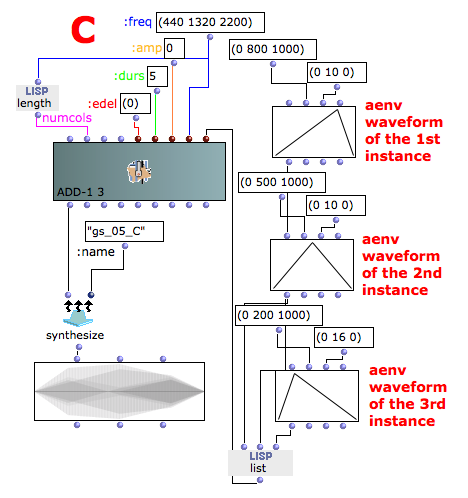 C
:freq (440 1320 2200)
:amp 0
(0 800 1000)
:durs 5
(0 10 0)
LISP
length
:edel (0)
numcols
aenv
waveform
of the 1st
instance
ADD-1 3
(0 500 1000)
(0 10 0)
"gs_05_C"
:name
aenv
waveform
of the 2nd
instance
(0 200 1000)
synthesize
(0 16 0)
aenv
waveform
of the 3rd
instance
LISP
list